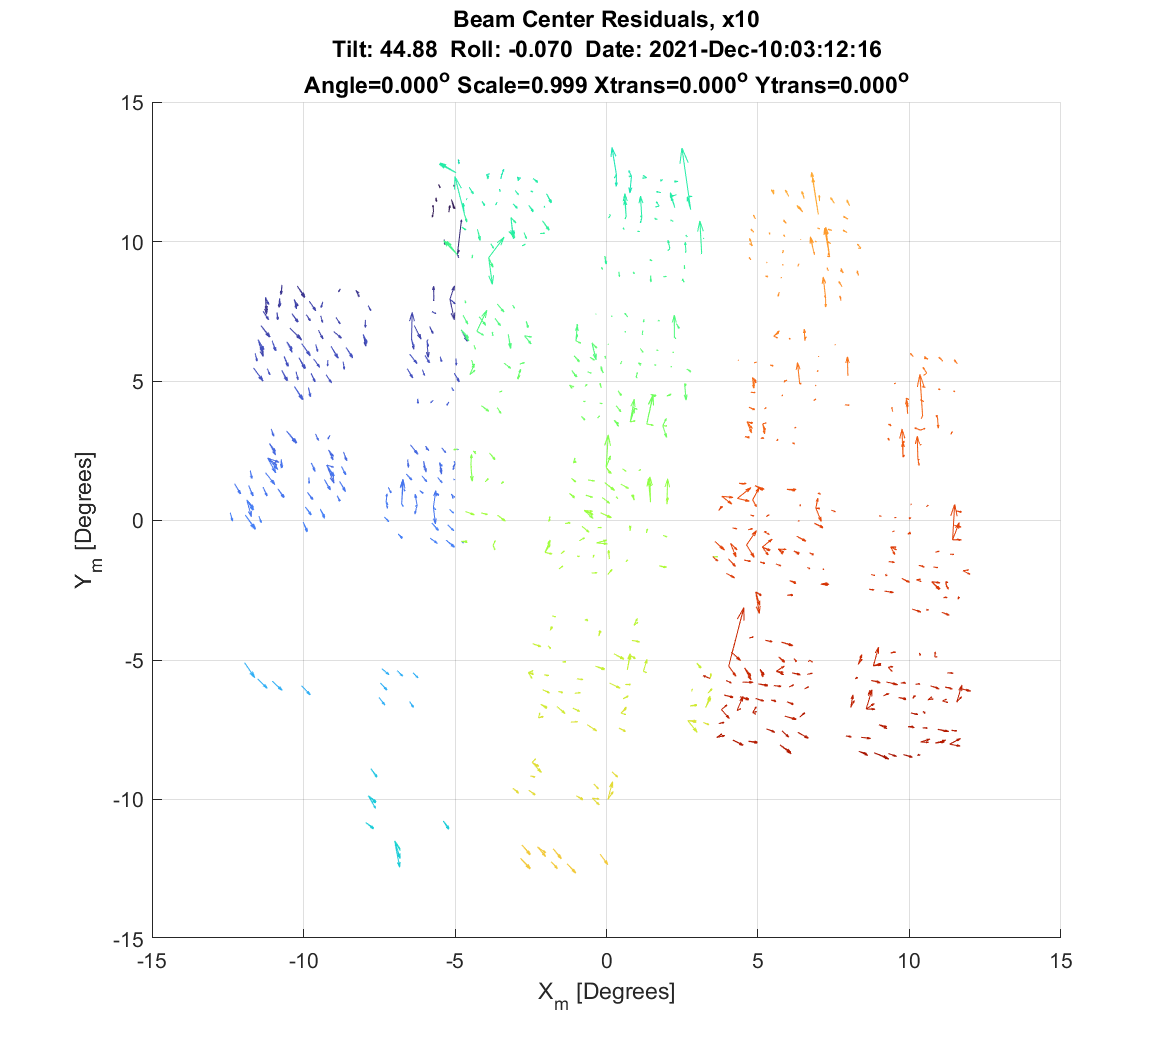 Beam Center Residuals, x10
Tilt: 44.88 Roll: -0.070 Date: 2021-Dec-10:03:12:16
Angle=0.000° Scale=0.999 Xtrans=0.000° Ytrans=0.000°
15
10
5
0
-5
-10
-15
Y_m [Degrees]
-15 -10 -5 0 5 10 15
X_m [Degrees]